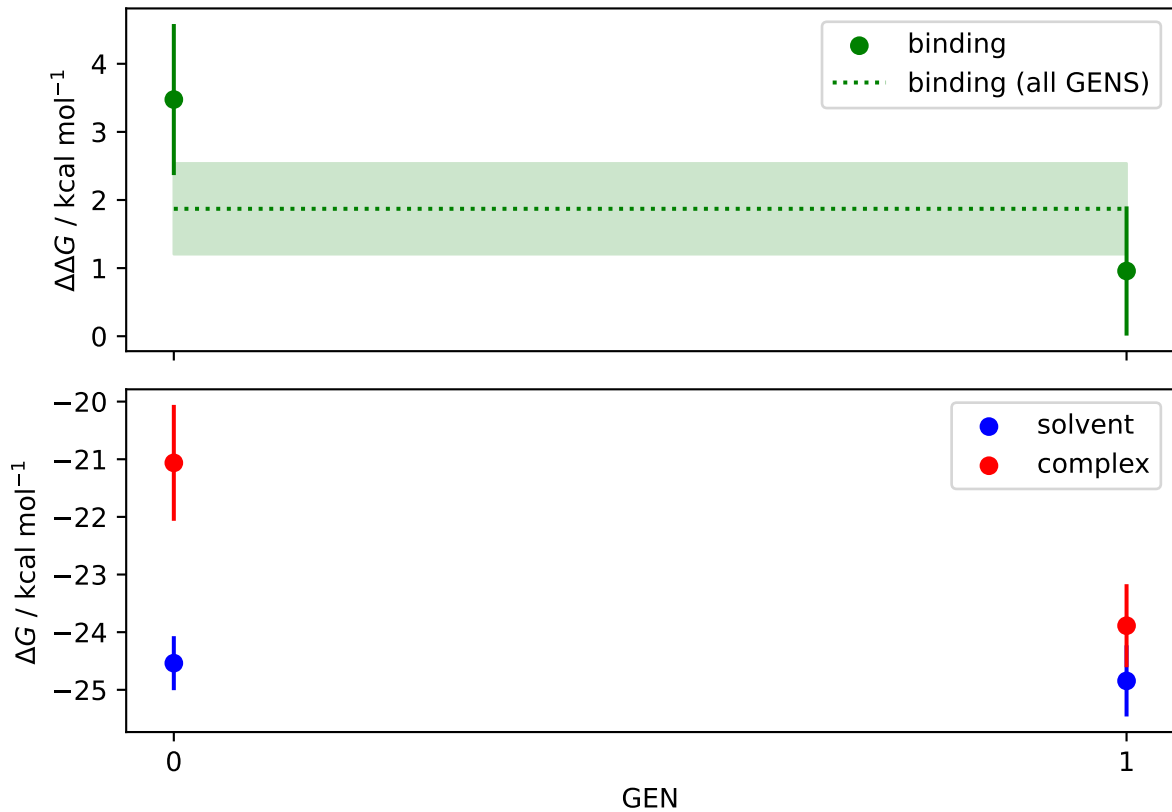 binding
binding (all GENS)
4
3
2
1
0
ΔΔG / kcal mol⁻¹
solvent
complex
−20
−21
−22
−23
−24
−25
ΔG / kcal mol⁻¹
0
1
GEN